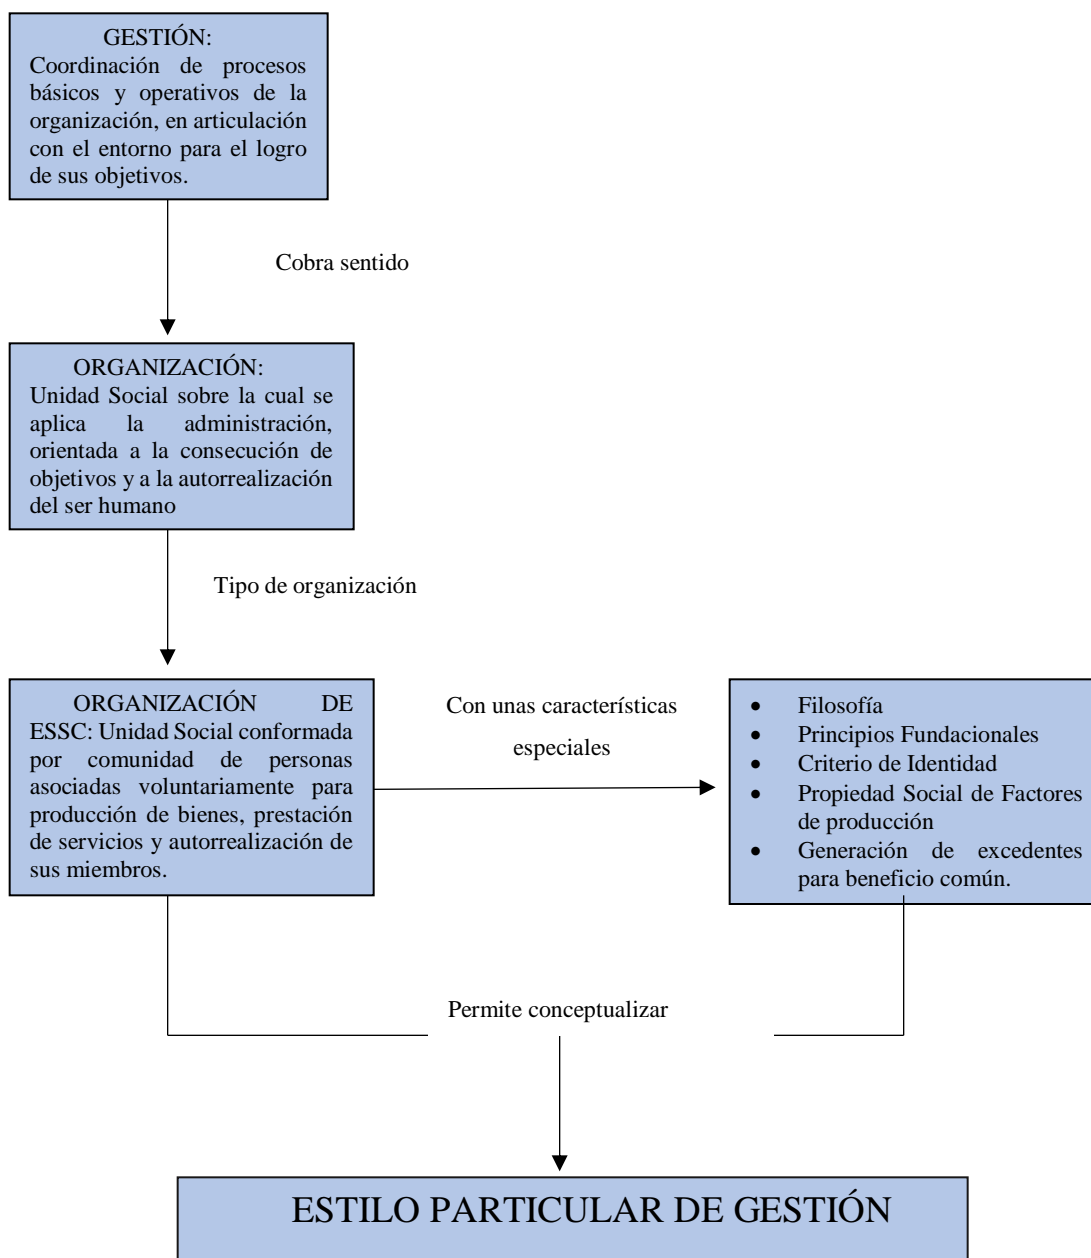 GESTIÓN:
Coordinación de procesos
básicos y operativos de la
organización, en articulación
con el entorno para el logro
de sus objetivos.
Cobra sentido
ORGANIZACIÓN:
Unidad Social sobre la cual se
aplica la administración,
orientada a la consecución de
objetivos y a la autorrealización
del ser humano
Tipo de organización
ORGANIZACIÓN DE
ESSC: Unidad Social conformada
por comunidad de personas
asociadas voluntariamente para
producción de bienes, prestación
de servicios y autorrealización de
sus miembros.
Con unas características
especiales
• Filosofía
• Principios Fundacionales
• Criterio de Identidad
• Propiedad Social de Factores
de producción
• Generación de excedentes
para beneficio común.
Permite conceptualizar
ESTILO PARTICULAR DE GESTIÓN